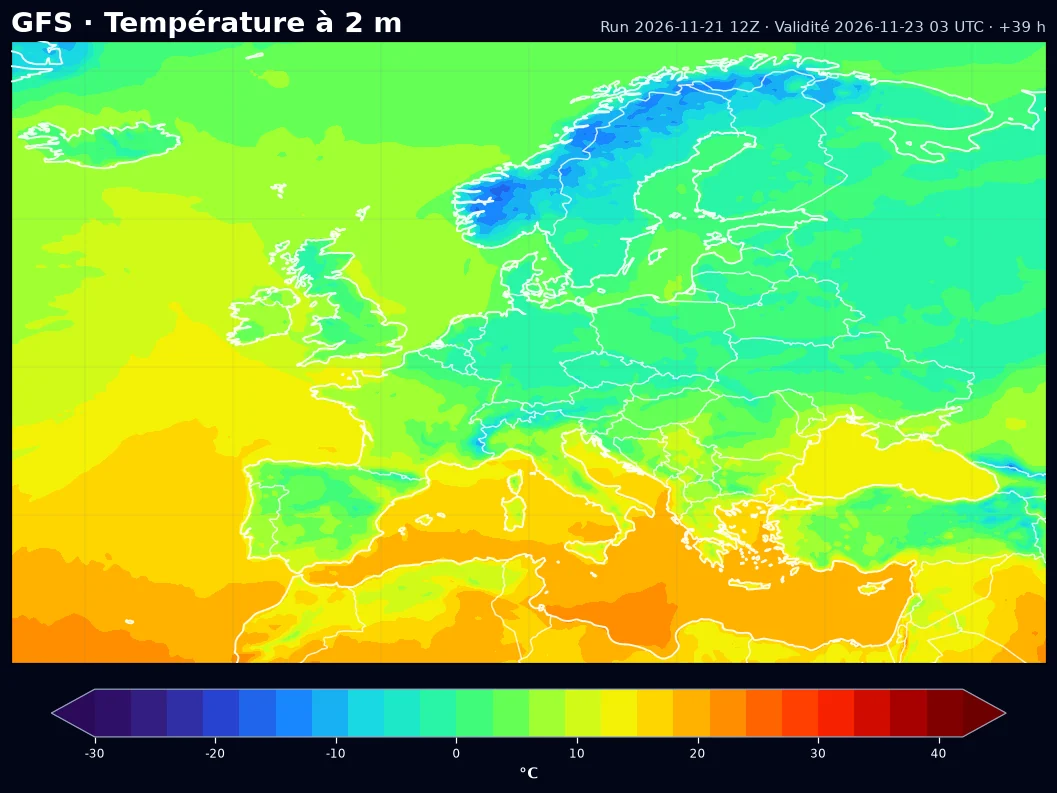 GFS · Température à 2 m
Run 2026-11-21 12Z · Validité 2026-11-23 03 UTC · +39 h
-30 -20 -10 0 10 20 30 40
°C